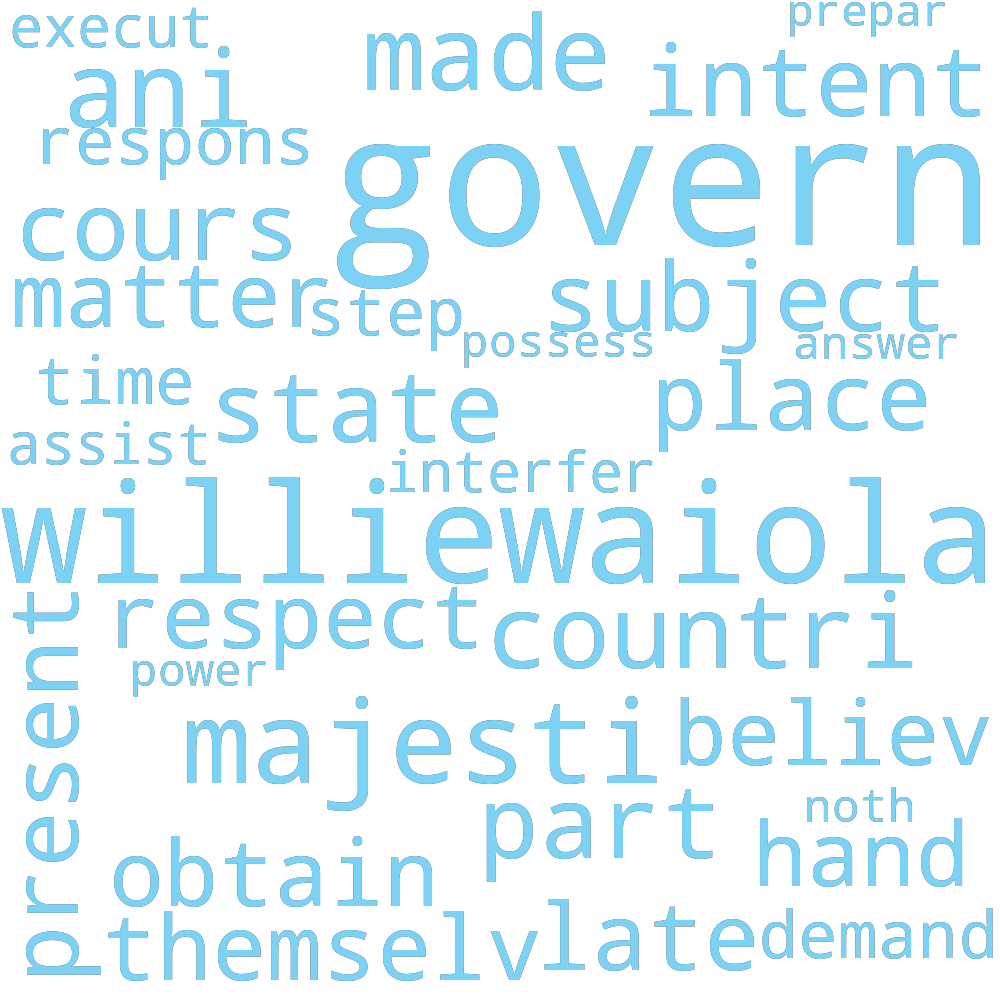 execut
prepar
made
ani
intent
respons
govern
cours
matter
step
subject
possess
answer
time
state
place
assist
interfer
williewaiola
present
respect
countri
power
majesti
believ
part
noth
hand
obtain
themselv
late
demand